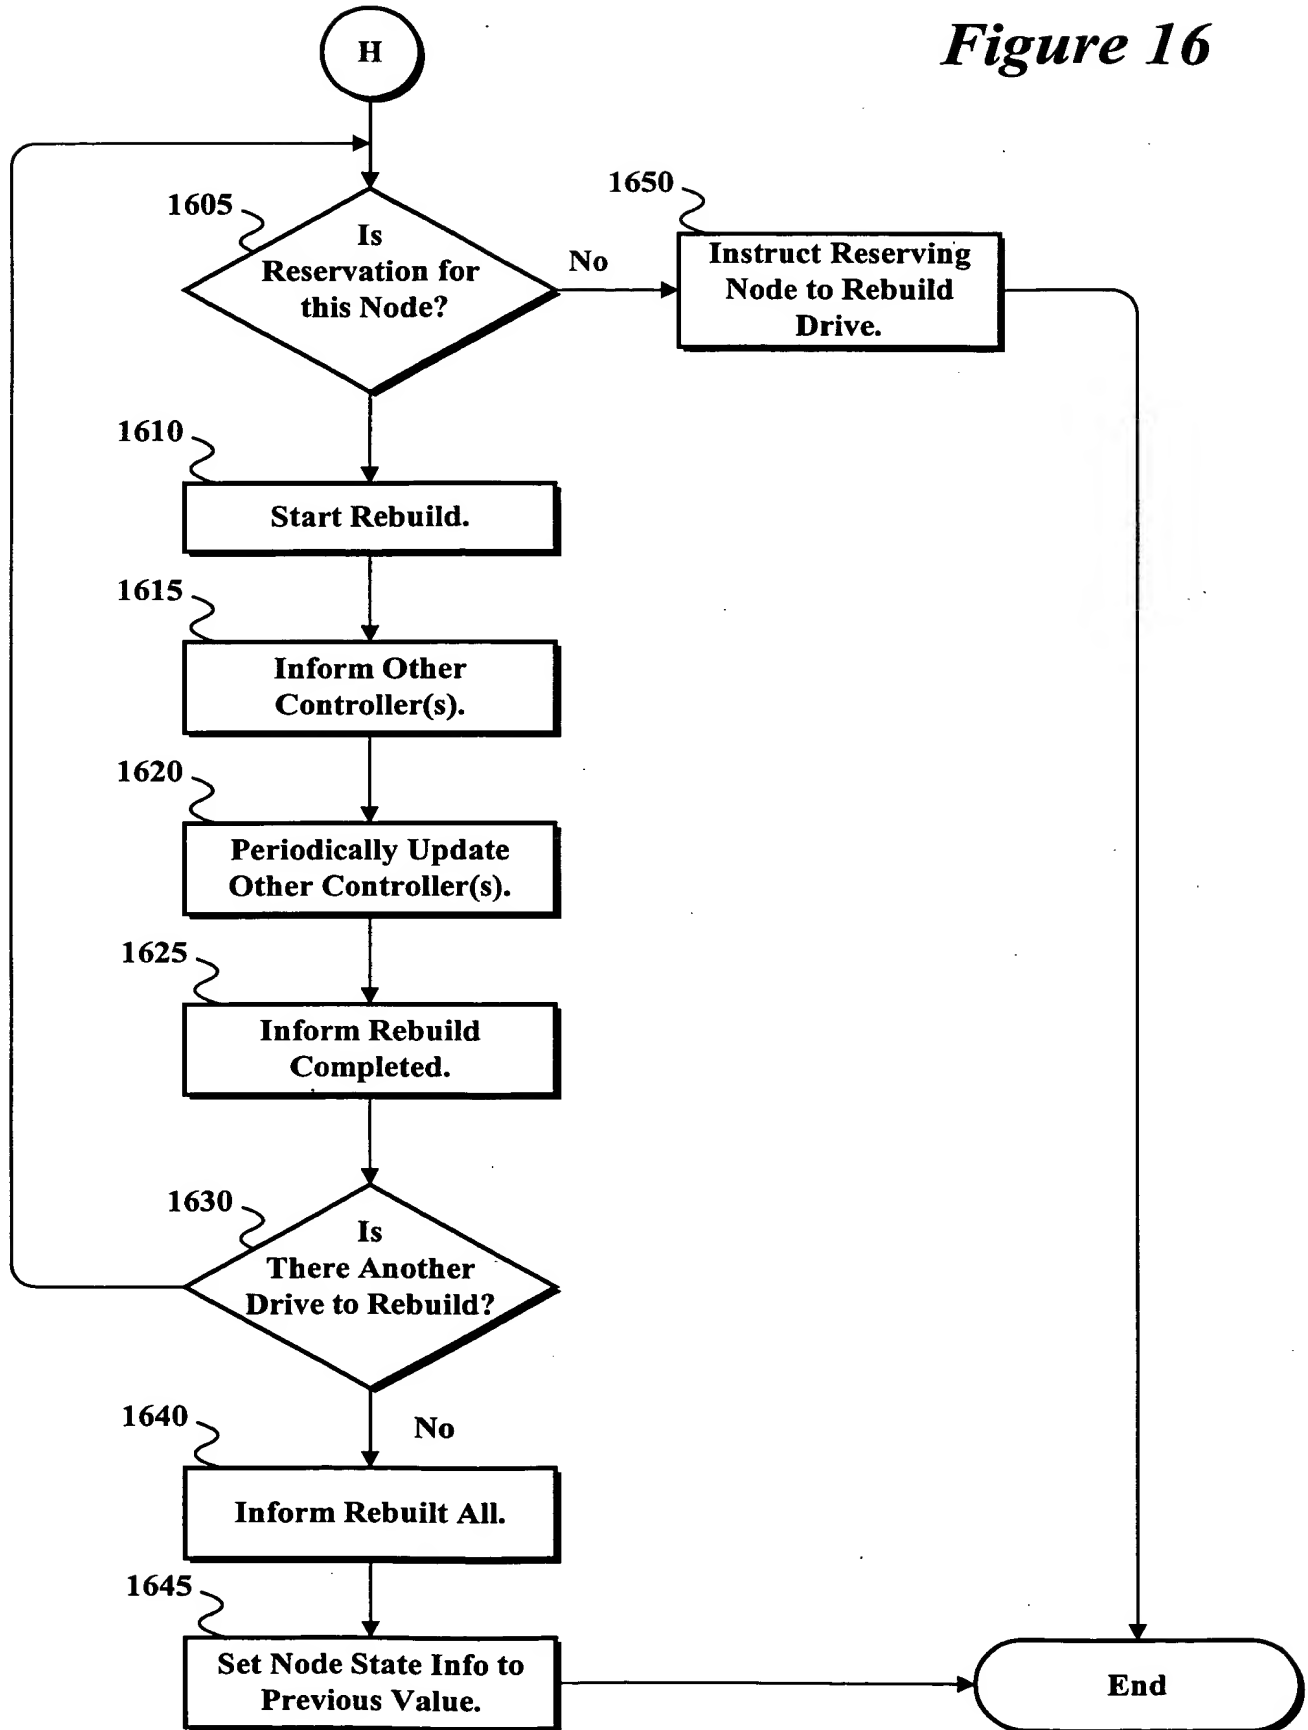 Figure 16
H
1605
Is
Reservation for
this Node?
No
1650
Instruct Reserving
Node to Rebuild
Drive.
1610
Start Rebuild.
1615
Inform Other
Controller(s).
1620
Periodically Update
Other Controller(s).
1625
Inform Rebuild
Completed.
1630
Is
There Another
Drive to Rebuild?
No
1640
Inform Rebuilt All.
1645
Set Node State Info to
Previous Value.
End